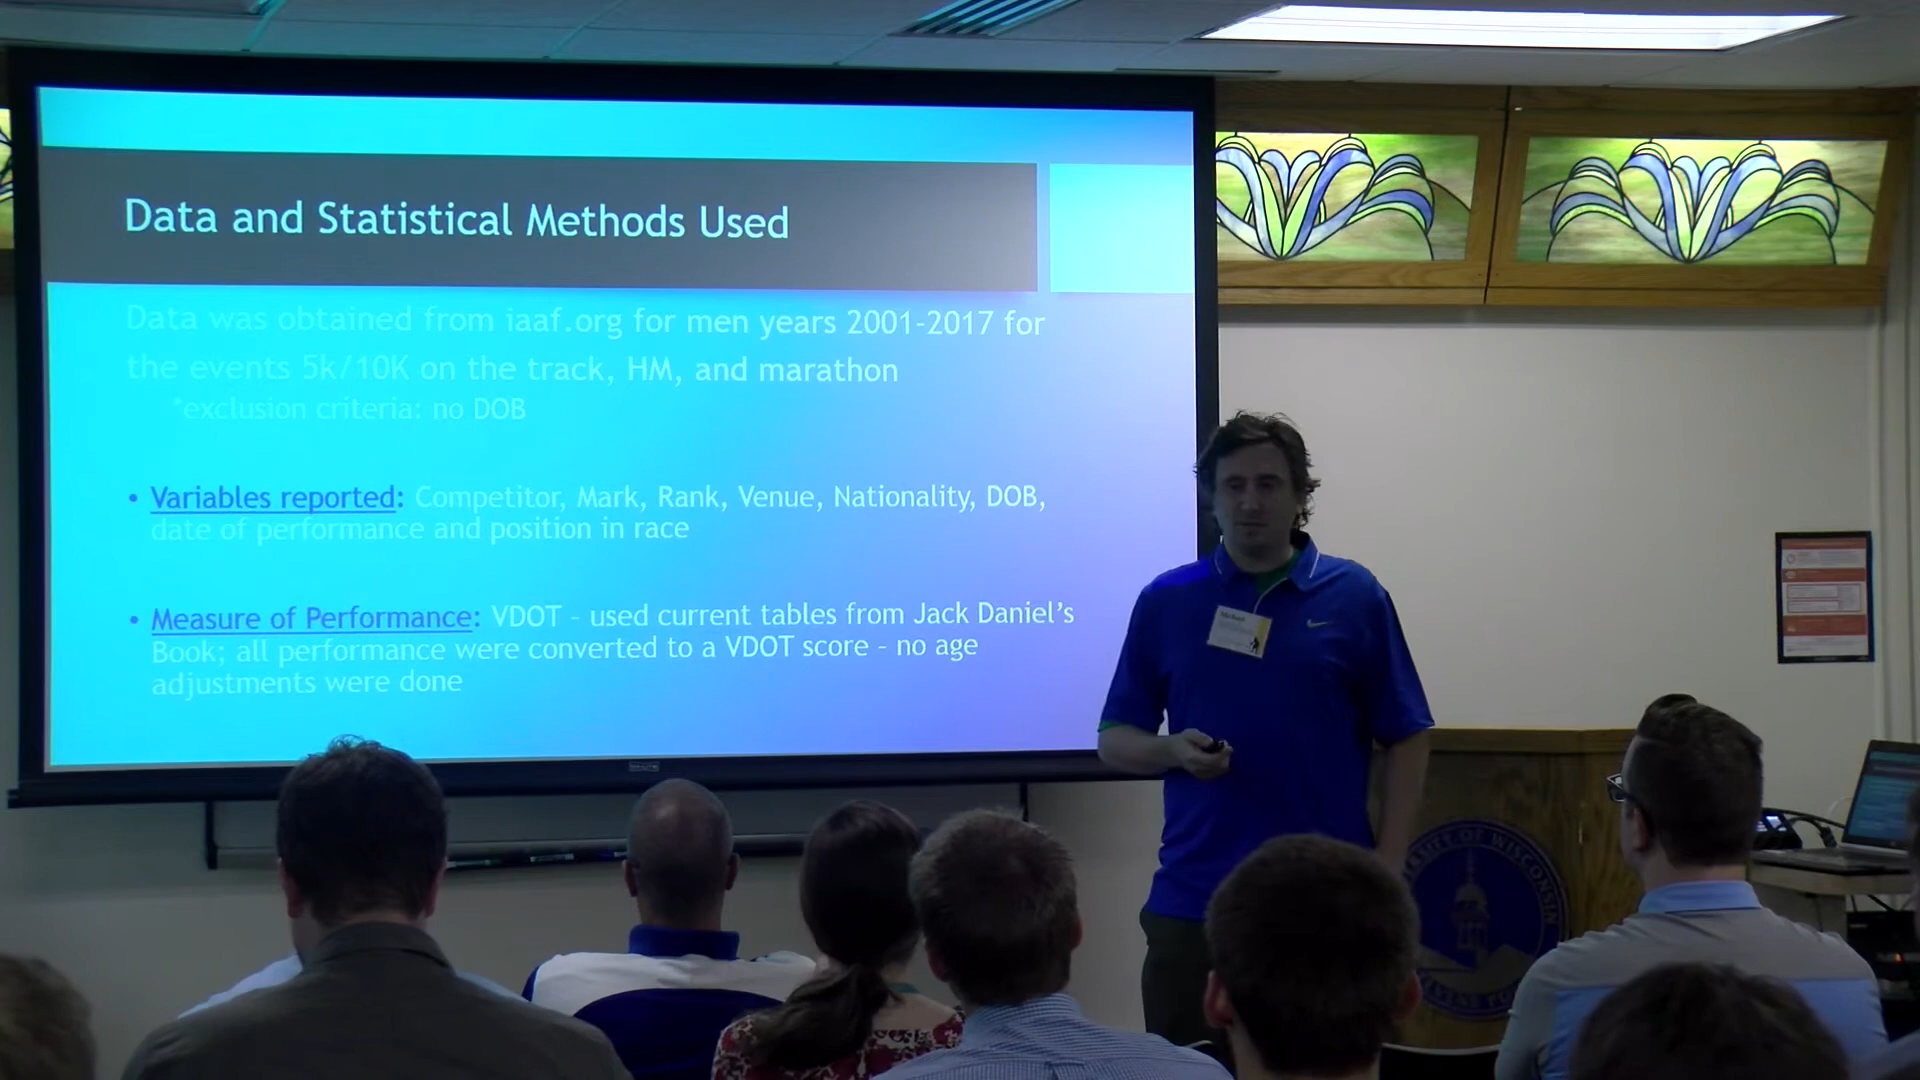 Data and Statistical Methods Used
Data was obtained from iaaf.org for men years 2001-2017 for
the events 5k/10K on the track, HM, and marathon
*exclusion criteria: no DOB
• Variables reported: Competitor, Mark, Rank, Venue, Nationality, DOB,
date of performance and position in race
• Measure of Performance: VDOT – used current tables from Jack Daniel's
Book; all performance were converted to a VDOT score – no age
adjustments were done
Michael
OF WISCONSIN